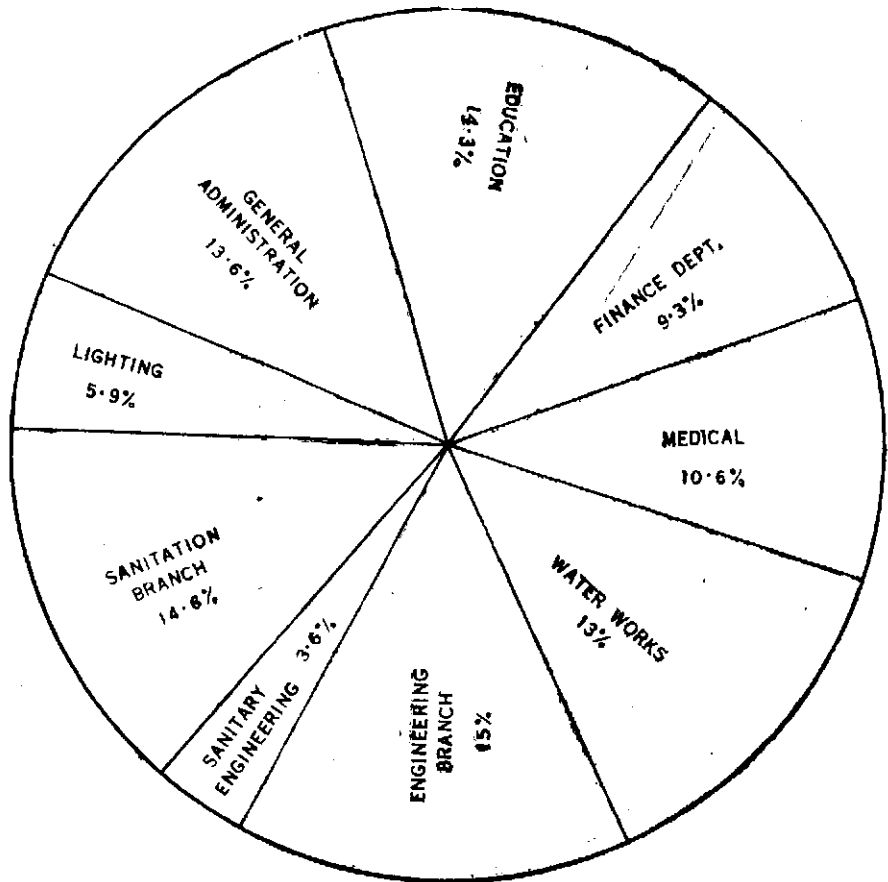 EDUCATION
14·3%
GENERAL
ADMINISTRATION
13·6%
FINANCE DEPT.
9·3%
LIGHTING
5·9%
MEDICAL
10·6%
SANITATION
BRANCH
14·6%
WATER WORKS
13%
SANITARY
ENGINEERING 3·6%
ENGINEERING
BRANCH
15%